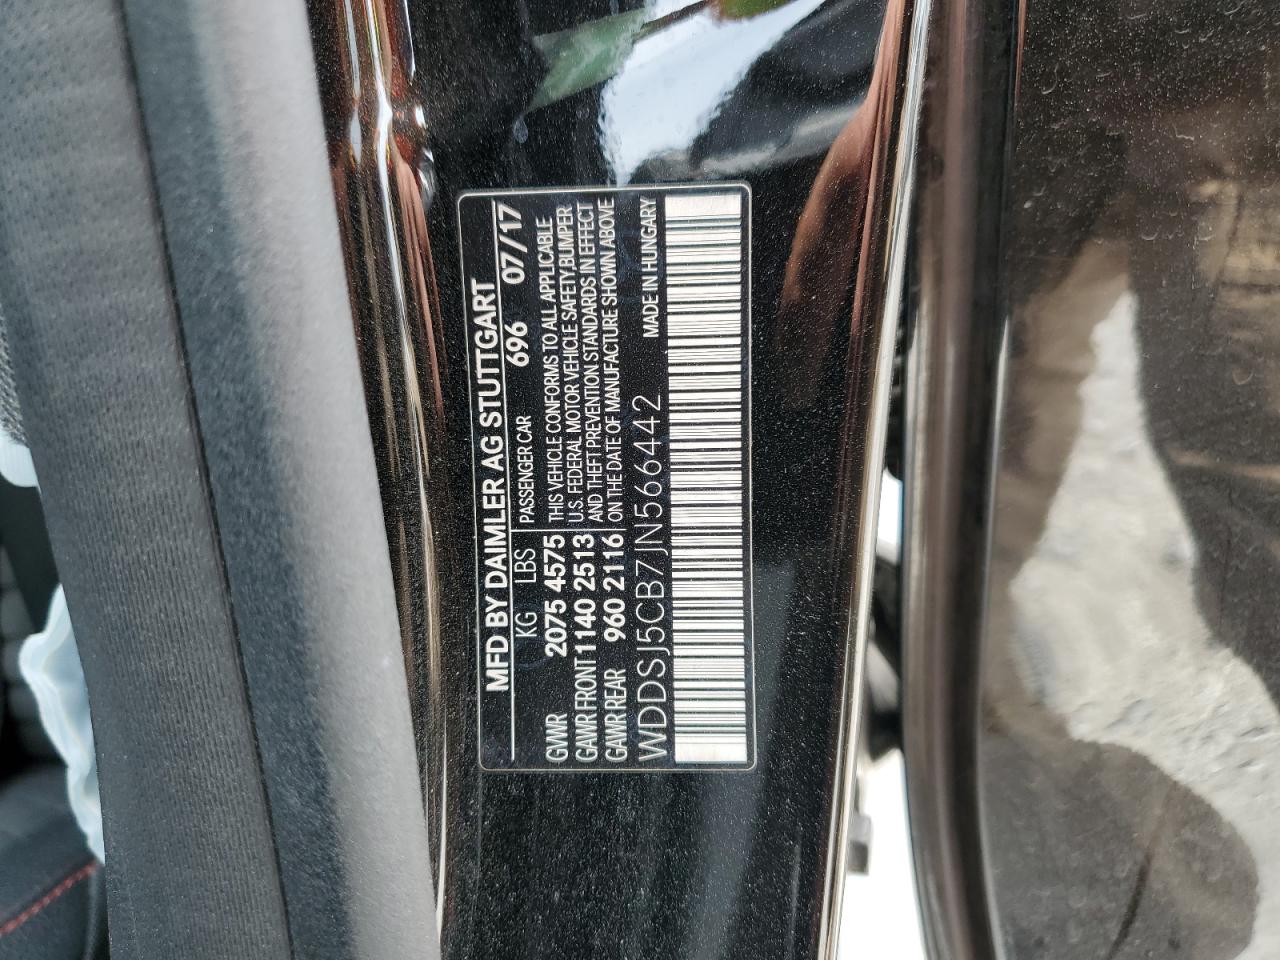 MFD BY DAIMLER AG STUTTGART
KG LBS PASSENGER CAR 696 07/17
GVWR 2075 4575 THIS VEHICLE CONFORMS TO ALL APPLICABLE
GAWR FRONT 1140 2513 U.S. FEDERAL MOTOR VEHICLE SAFETY,BUMPER
AND THEFT PREVENTION STANDARDS IN EFFECT
GAWR REAR 960 2116 ON THE DATE OF MANUFACTURE SHOWN ABOVE
WDDSJ5CB7JN566442 MADE IN HUNGARY